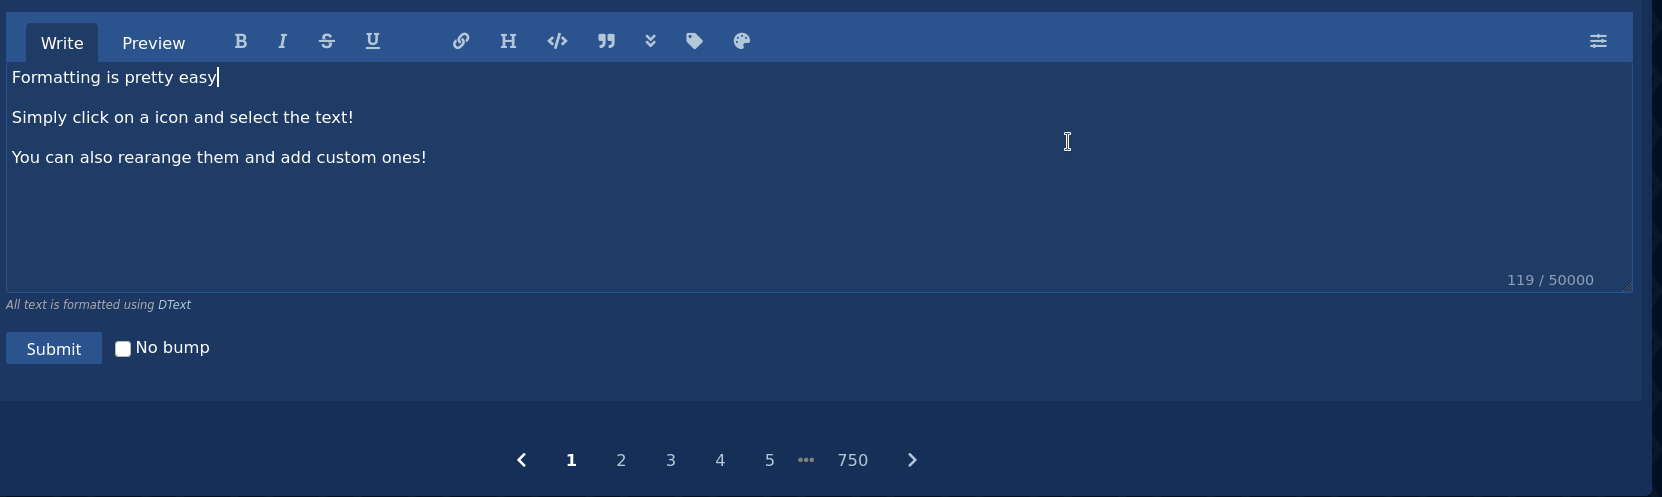 Write Preview B I S U H </>
Formatting is pretty easy
Simply click on a icon and select the text!
You can also rearange them and add custom ones!
119 / 50000
All text is formatted using DText
Submit No bump
1 2 3 4 5 ••• 750